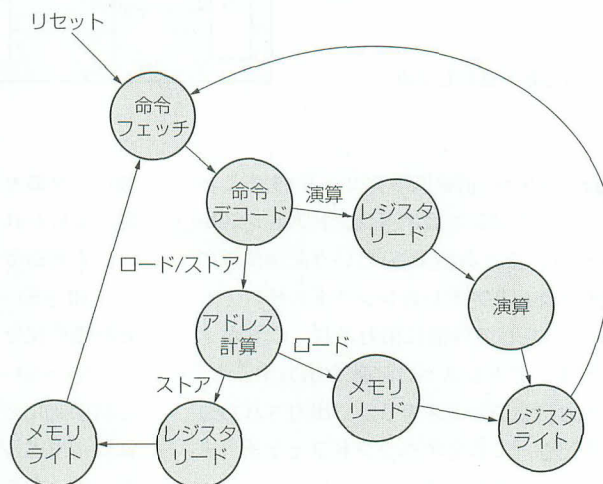 リセット
命令
フェッチ
命令
デコード
演算
レジスタ
リード
ロード/ストア
演算
アドレス
計算
ロード
ストア
メモリ
リード
レジスタ
ライト
メモリ
ライト
レジスタ
リード